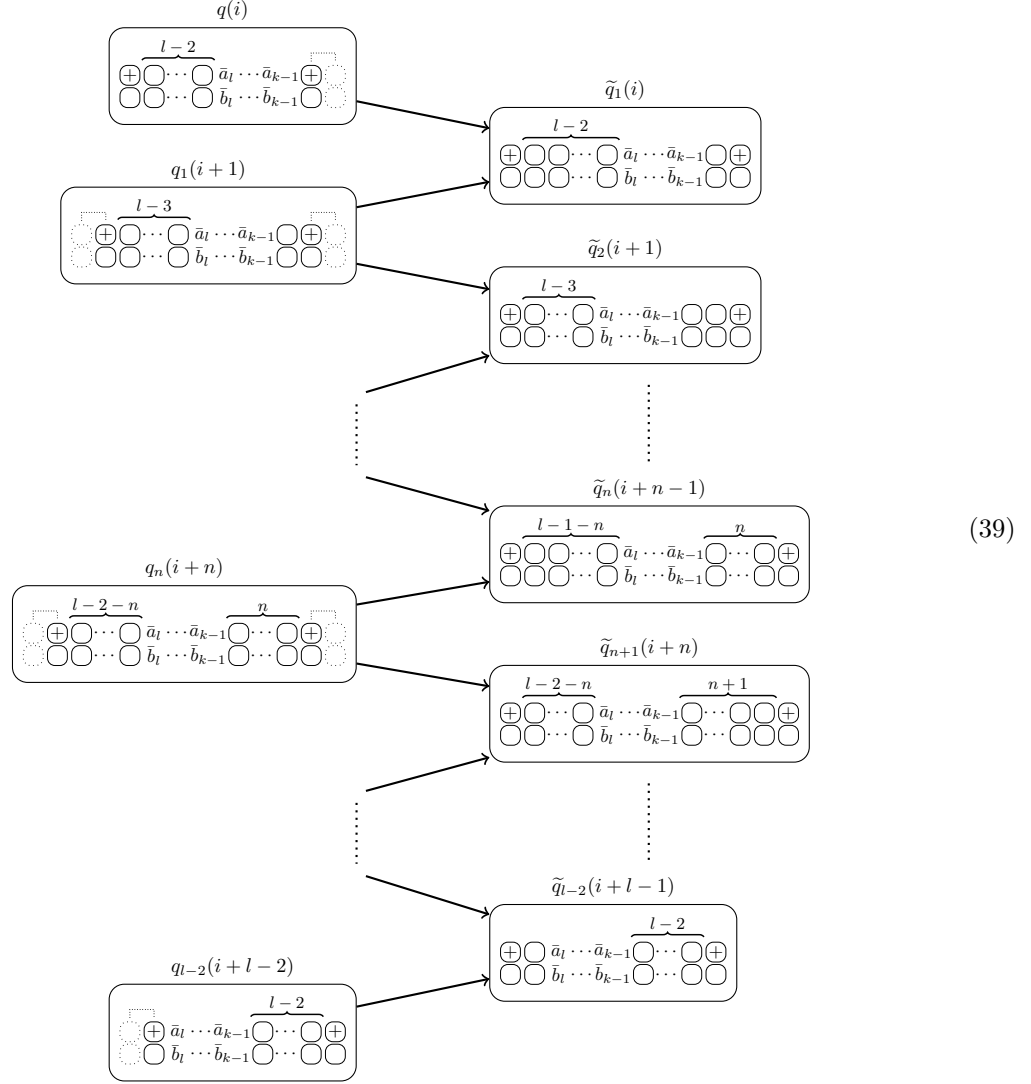 q(i)
l − 2
+ ··· ā_l ··· ā_{k−1} +
··· b̄_l ··· b̄_{k−1}
q̃_1(i)
l − 2
+ ··· ā_l ··· ā_{k−1} +
··· b̄_l ··· b̄_{k−1}
q_1(i + 1)
l − 3
+ ··· ā_l ··· ā_{k−1} +
··· b̄_l ··· b̄_{k−1}
q̃_2(i + 1)
l − 3
+ ··· ā_l ··· ā_{k−1} +
··· b̄_l ··· b̄_{k−1}
q̃_n(i + n − 1)
l − 1 − n n
+ ··· ā_l ··· ā_{k−1} ··· +
··· b̄_l ··· b̄_{k−1} ···
(39)
q_n(i + n)
l − 2 − n n
+ ··· ā_l ··· ā_{k−1} ··· +
··· b̄_l ··· b̄_{k−1} ···
q̃_{n+1}(i + n)
l − 2 − n n + 1
+ ··· ā_l ··· ā_{k−1} ··· +
··· b̄_l ··· b̄_{k−1} ···
q̃_{l−2}(i + l − 1)
l − 2
+ ā_l ··· ā_{k−1} ··· +
b̄_l ··· b̄_{k−1} ···
q_{l−2}(i + l − 2)
l − 2
+ ā_l ··· ā_{k−1} ··· +
b̄_l ··· b̄_{k−1} ···